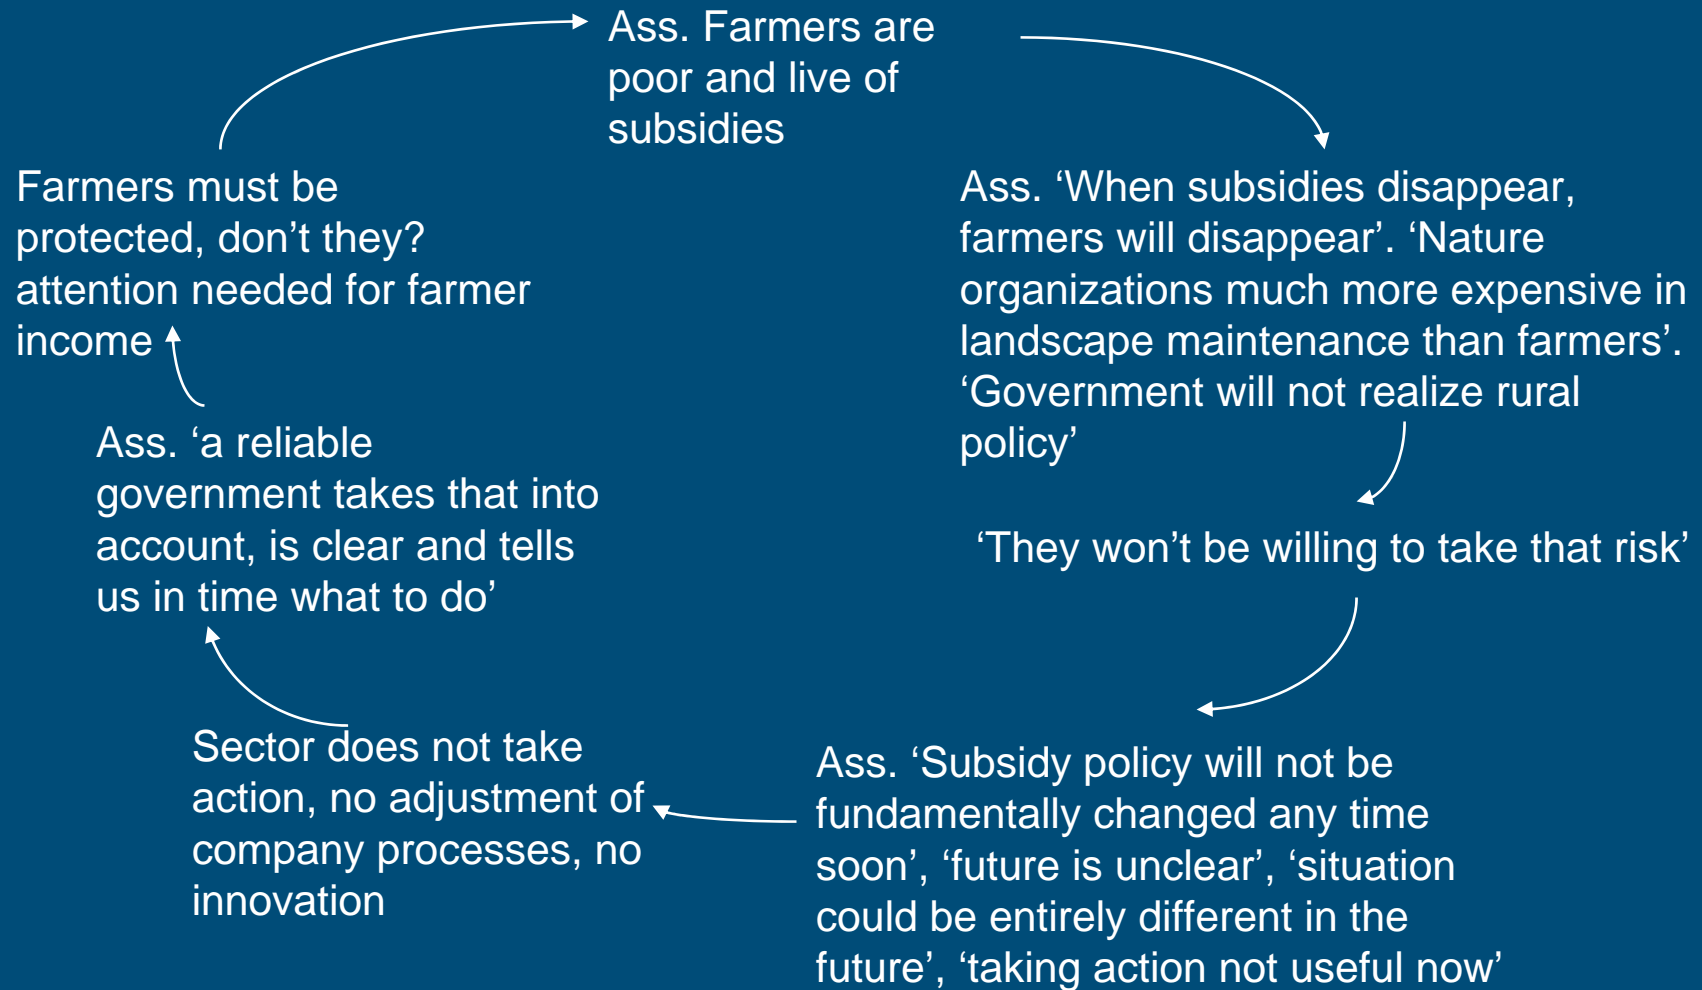 Ass. Farmers are
poor and live of
subsidies
Ass. ‘When subsidies disappear,
farmers will disappear’. ‘Nature
organizations much more expensive in
landscape maintenance than farmers’.
‘Government will not realize rural
policy’
‘They won’t be willing to take that risk’
Ass. ‘Subsidy policy will not be
fundamentally changed any time
soon’, ‘future is unclear’, ‘situation
could be entirely different in the
future’, ‘taking action not useful now’
Sector does not take
action, no adjustment of
company processes, no
innovation
Ass. ‘a reliable
government takes that into
account, is clear and tells
us in time what to do’
Farmers must be
protected, don’t they?
attention needed for farmer
income